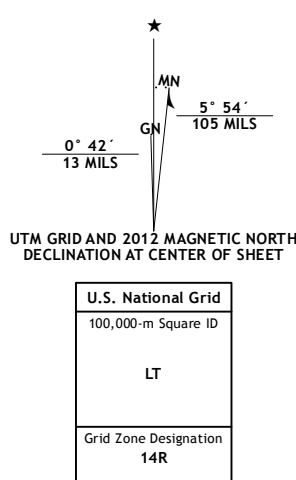 MN
GN
5° 54´
105 MILS
0° 42´
13 MILS
UTM GRID AND 2012 MAGNETIC NORTH
DECLINATION AT CENTER OF SHEET
U.S. National Grid
100,000-m Square ID
LT
Grid Zone Designation
14R